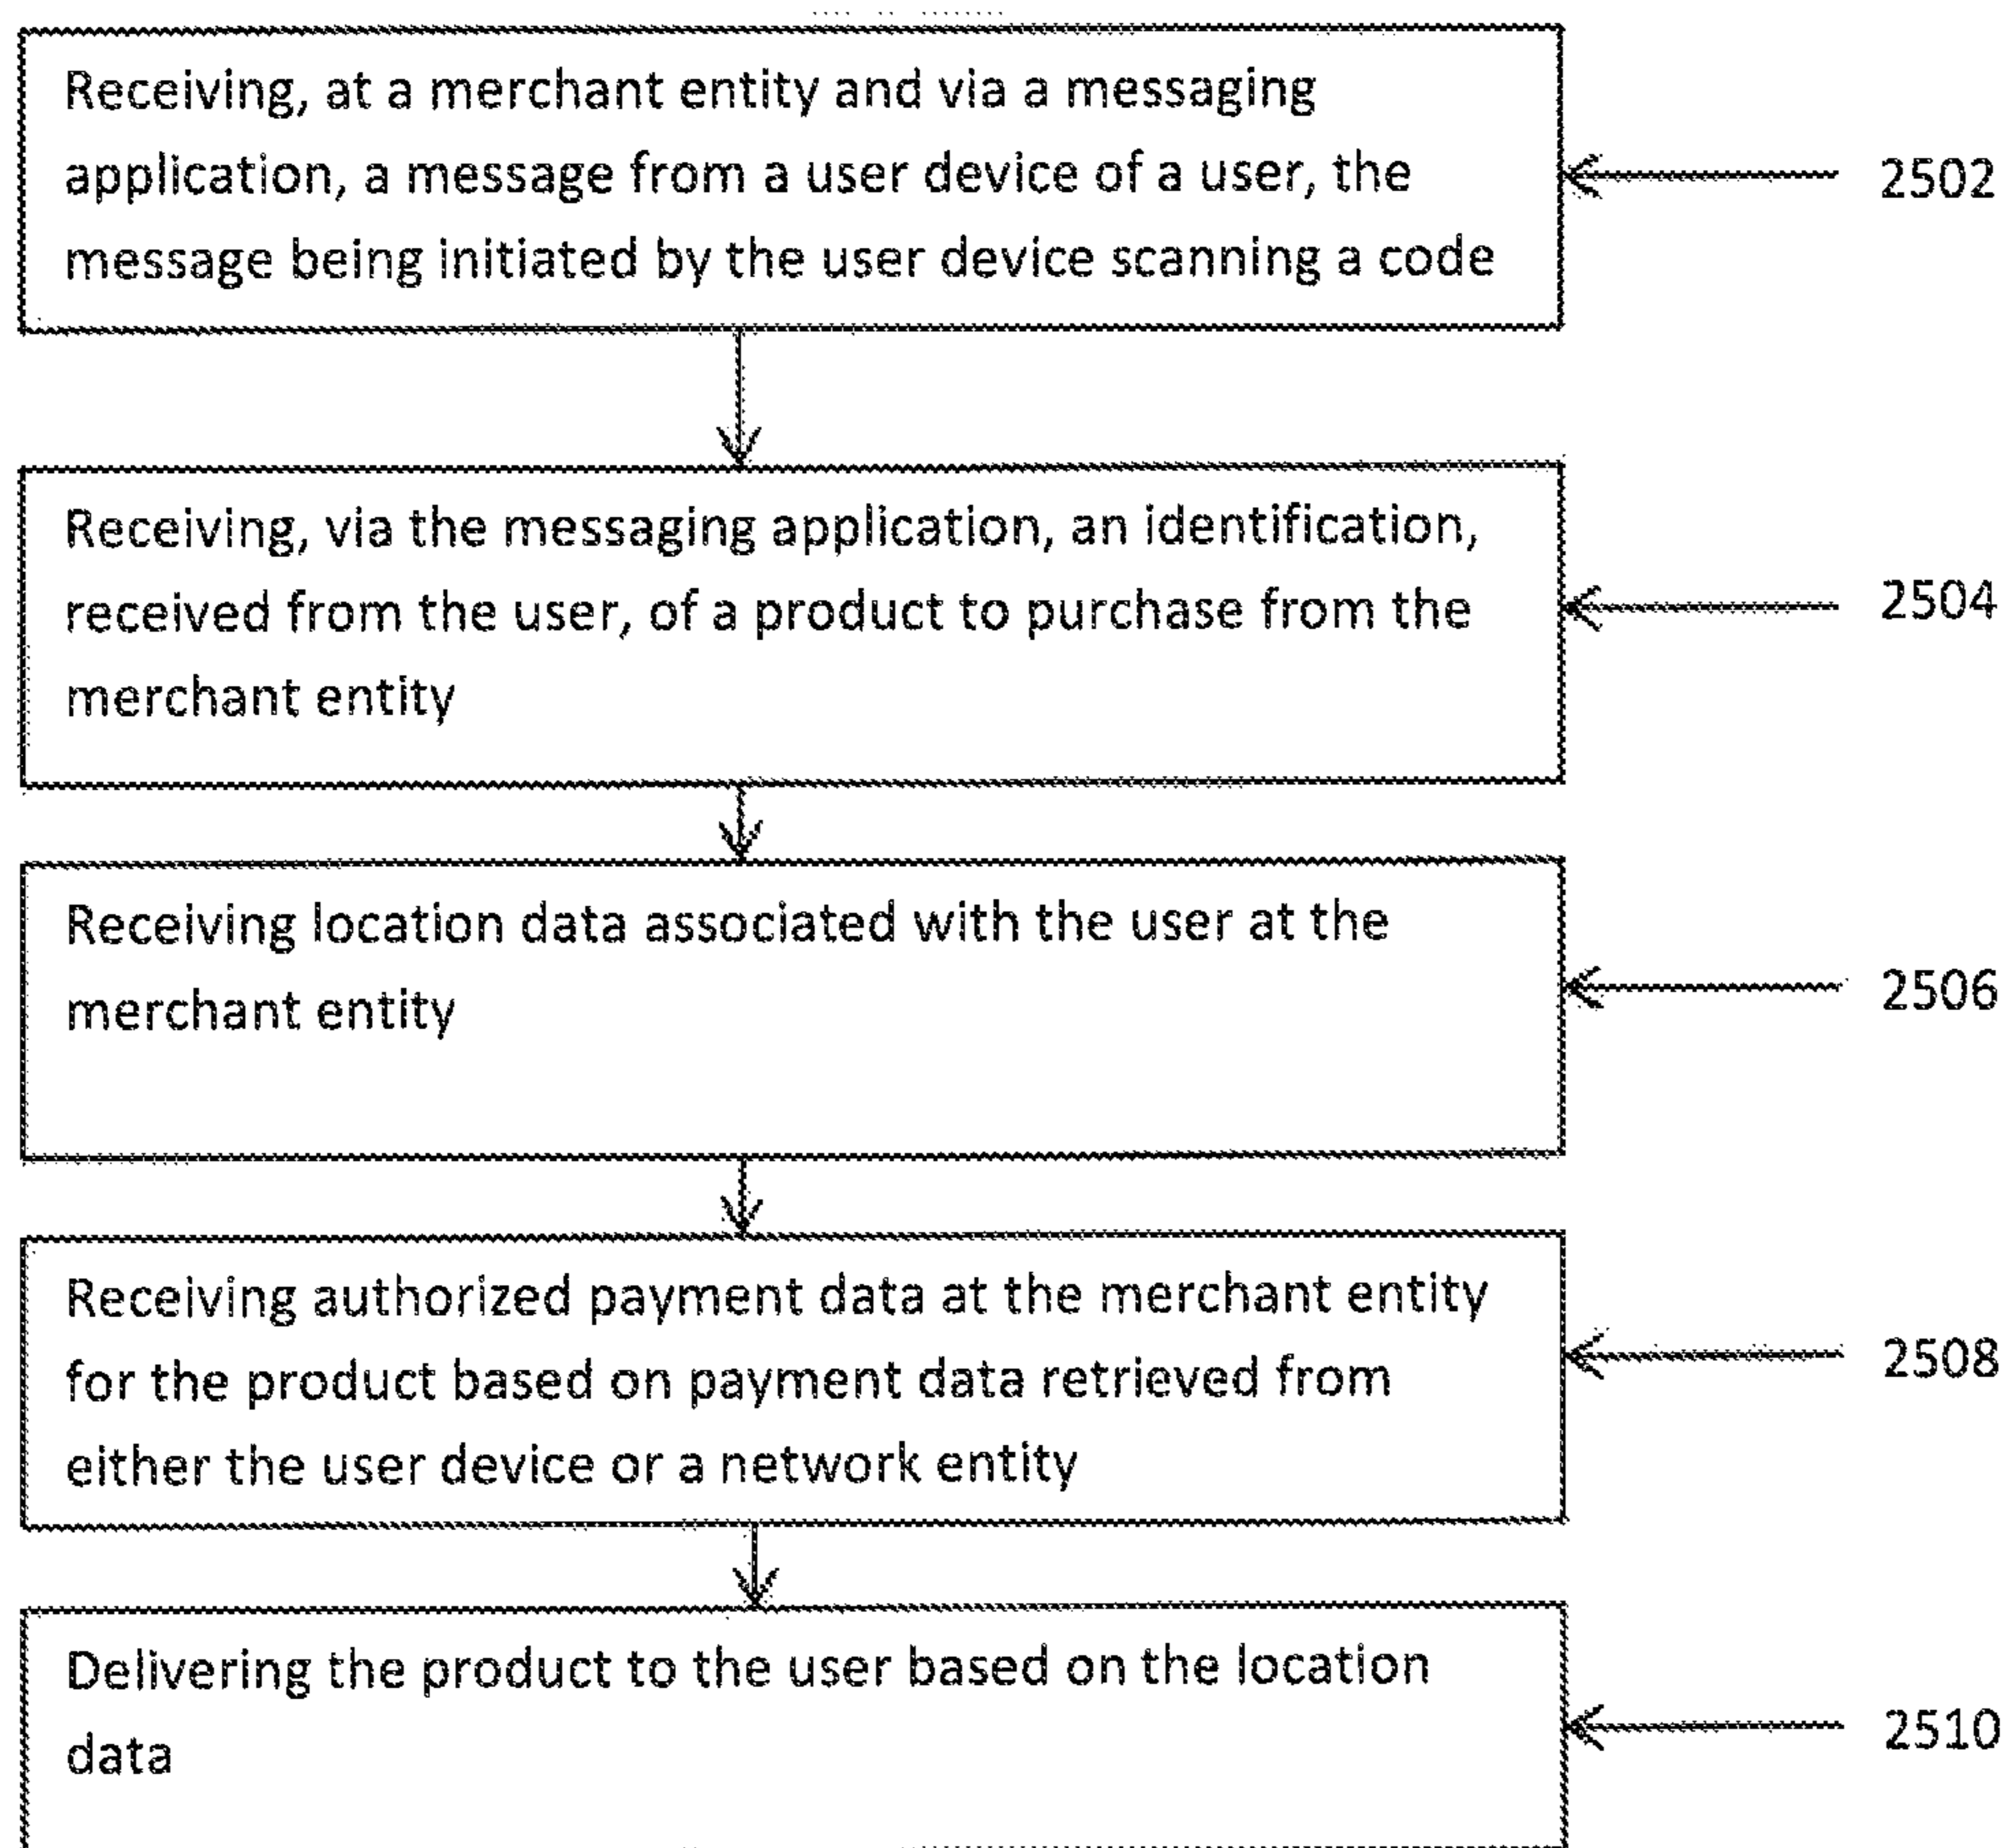 Receiving, at a merchant entity and via a messaging
application, a message from a user device of a user, the
message being initiated by the user device scanning a code
2502
Receiving, via the messaging application, an identification,
received from the user, of a product to purchase from the
merchant entity
2504
Receiving location data associated with the user at the
merchant entity
2506
Receiving authorized payment data at the merchant entity
for the product based on payment data retrieved from
either the user device or a network entity
2508
Delivering the product to the user based on the location
data
2510